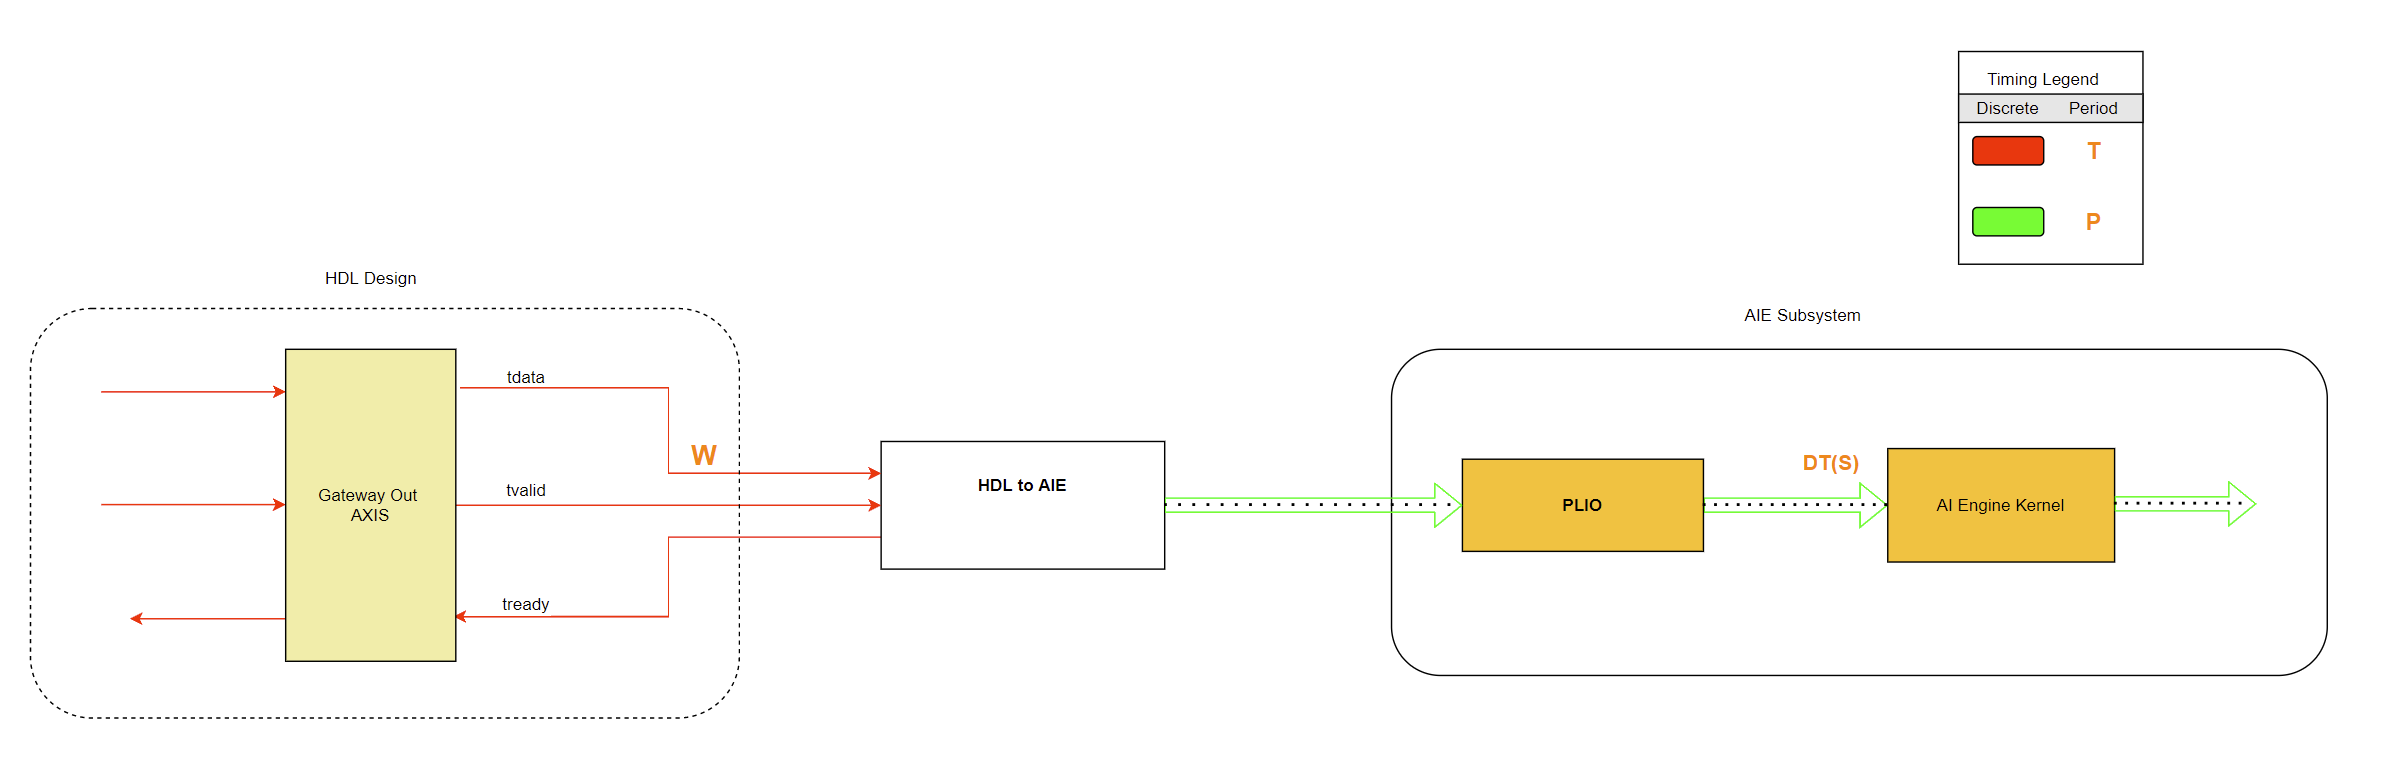 Timing Legend
Discrete Period
T
P
HDL Design
AIE Subsystem
tdata
W
DT(S)
HDL to AIE
tvalid
Gateway Out
AXIS
PLIO
AI Engine Kernel
tready